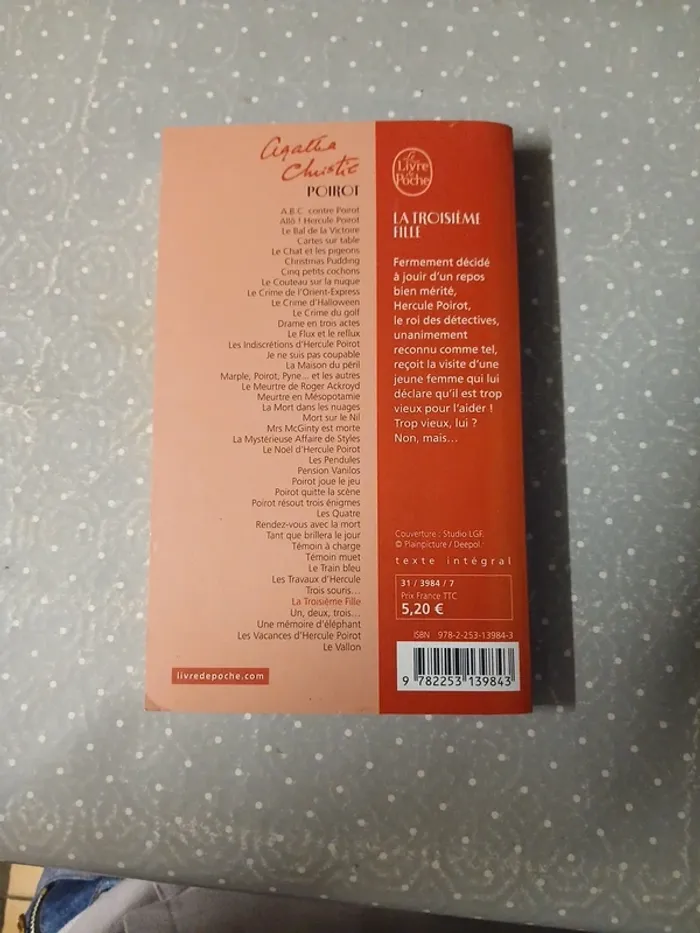 Agatha
Christie
POIROT
A.B.C. contre Poirot
Allô ! Hercule Poirot
Le Bal de la Victoire
Cartes sur table
Le Chat et les pigeons
Christmas Pudding
Cinq petits cochons
Le Couteau sur la nuque
Le Crime de l'Orient-Express
Le Crime d'Halloween
Le Crime du golf
Drame en trois actes
Le Flux et le reflux
Les Indiscrétions d'Hercule Poirot
Je ne suis pas coupable
La Maison du péril
Marple, Poirot, Pyne... et les autres
Le Meurtre de Roger Ackroyd
Meurtre en Mésopotamie
La Mort dans les nuages
Mort sur le Nil
Mrs McGinty est morte
La Mystérieuse Affaire de Styles
Le Noël d'Hercule Poirot
Les Pendules
Pension Vanilos
Poirot joue le jeu
Poirot quitte la scène
Poirot résout trois énigmes
Les Quatre
Rendez-vous avec la mort
Tant que brillera le jour
Témoin à charge
Témoin muet
Le Train bleu
Les Travaux d'Hercule
Trois souris...
La Troisième Fille
Un, deux, trois...
Une mémoire d'éléphant
Les Vacances d'Hercule Poirot
Le Vallon
livredepoche.com
Le
Livre
de
Poche
LA TROISIÈME
FILLE
Fermement décidé
à jouir d'un repos
bien mérité,
Hercule Poirot,
le roi des détectives,
unanimement
reconnu comme tel,
reçoit la visite d'une
jeune femme qui lui
déclare qu'il est trop
vieux pour l'aider !
Trop vieux, lui ?
Non, mais...
Couverture : Studio LGF.
© Plainpicture / Deepol.
texte intégral
31 / 3984 / 7
Prix France TTC
5,20 €
ISBN 978-2-253-13984-3
9 782253 139843